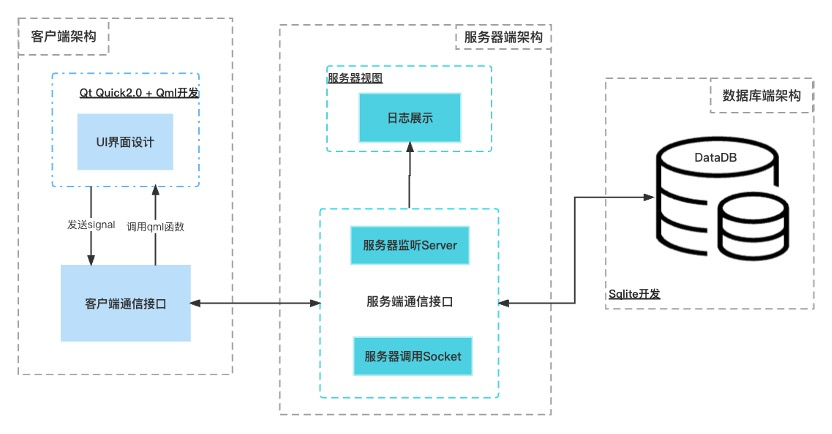 客户端架构
Qt Quick2.0 + Qml开发
UI界面设计
发送signal
调用qml函数
客户端通信接口
服务器端架构
服务器视图
日志展示
服务器监听Server
服务端通信接口
服务器调用Socket
数据库端架构
DataDB
Sqlite开发